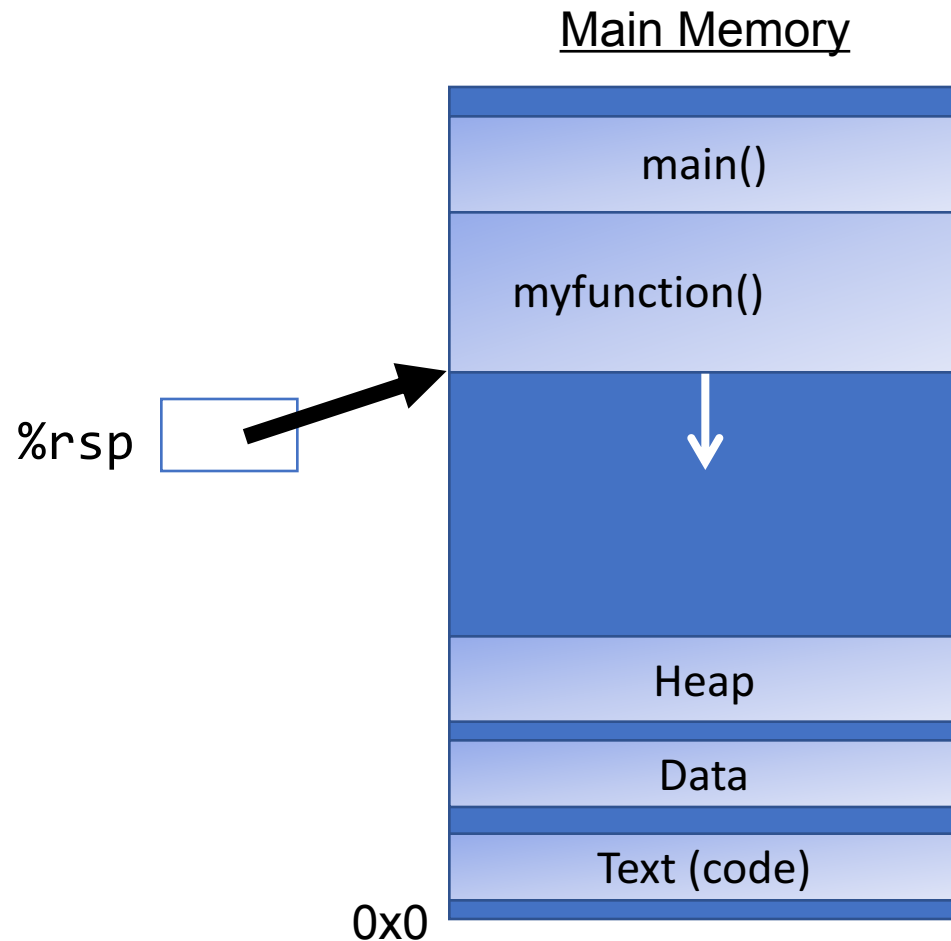 Main Memory
main()
myfunction()
%rsp
Heap
Data
Text (code)
0x0